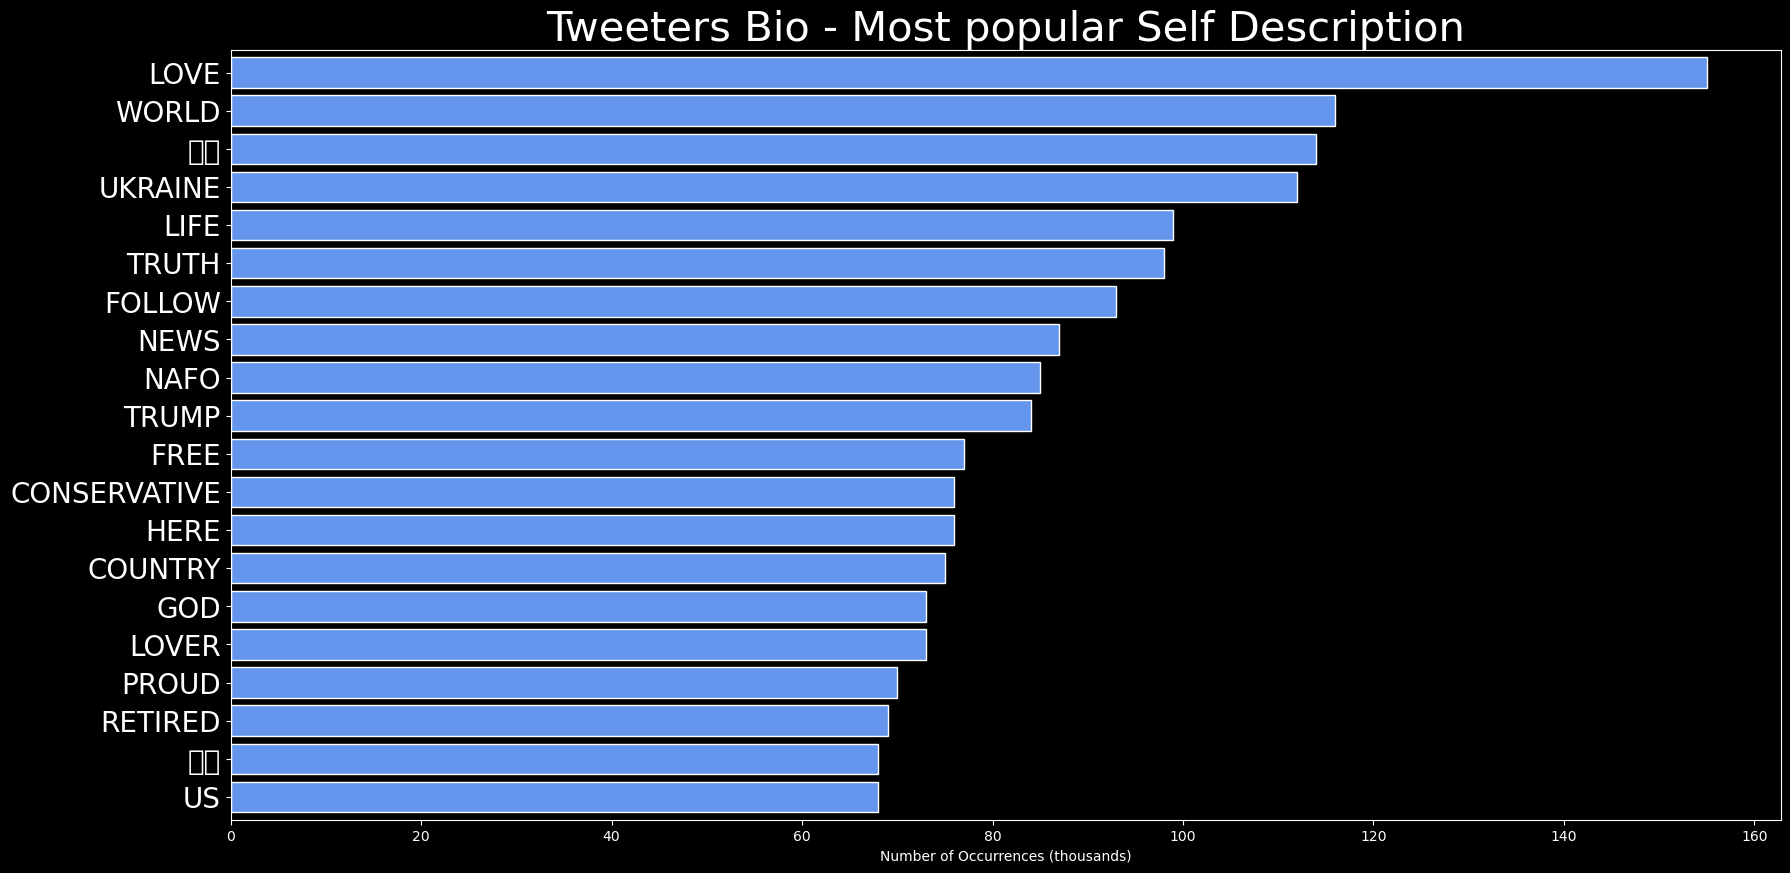 Tweeters Bio - Most popular Self Description
LOVE
WORLD
UKRAINE
LIFE
TRUTH
FOLLOW
NEWS
NAFO
TRUMP
FREE
CONSERVATIVE
HERE
COUNTRY
GOD
LOVER
PROUD
RETIRED
US
0 20 40 60 80 100 120 140 160
Number of Occurrences (thousands)